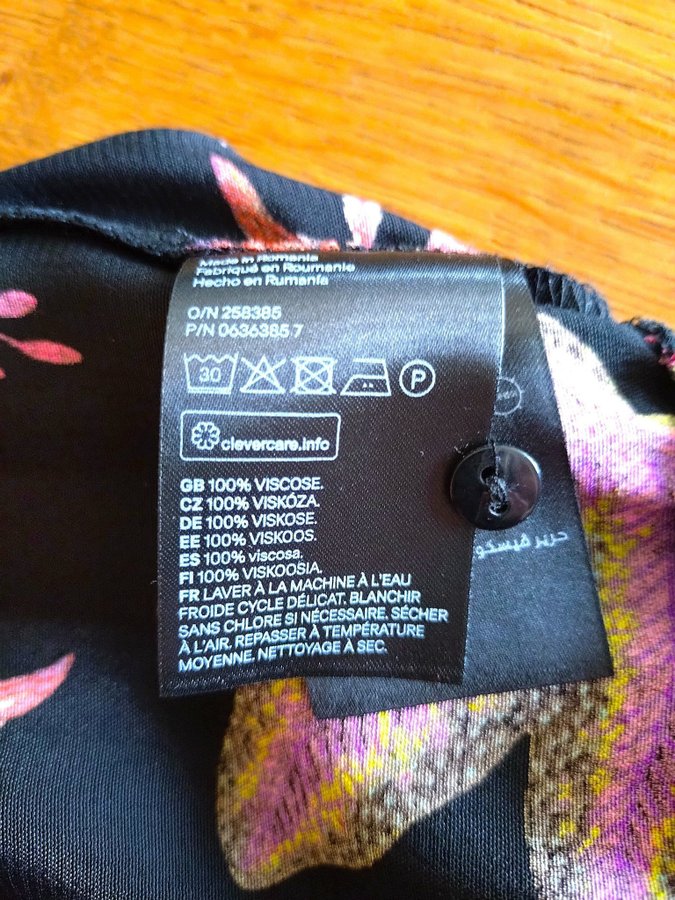 Made in Romania
Fabriqué en Roumanie
Hecho en Rumanía
O/N 258385
P/N 0636385 7
30
P
clevercare.info
GB 100% VISCOSE.
CZ 100% VISKÓZA.
DE 100% VISKOSE.
EE 100% VISKOOS.
ES 100% viscosa.
FI 100% VISKOOSIA.
FR LAVER À LA MACHINE À L'EAU
FROIDE CYCLE DÉLICAT. BLANCHIR
SANS CHLORE SI NÉCESSAIRE. SÉCHER
À L'AIR. REPASSER À TEMPÉRATURE
MOYENNE. NETTOYAGE À SEC.
حرير فيسكو